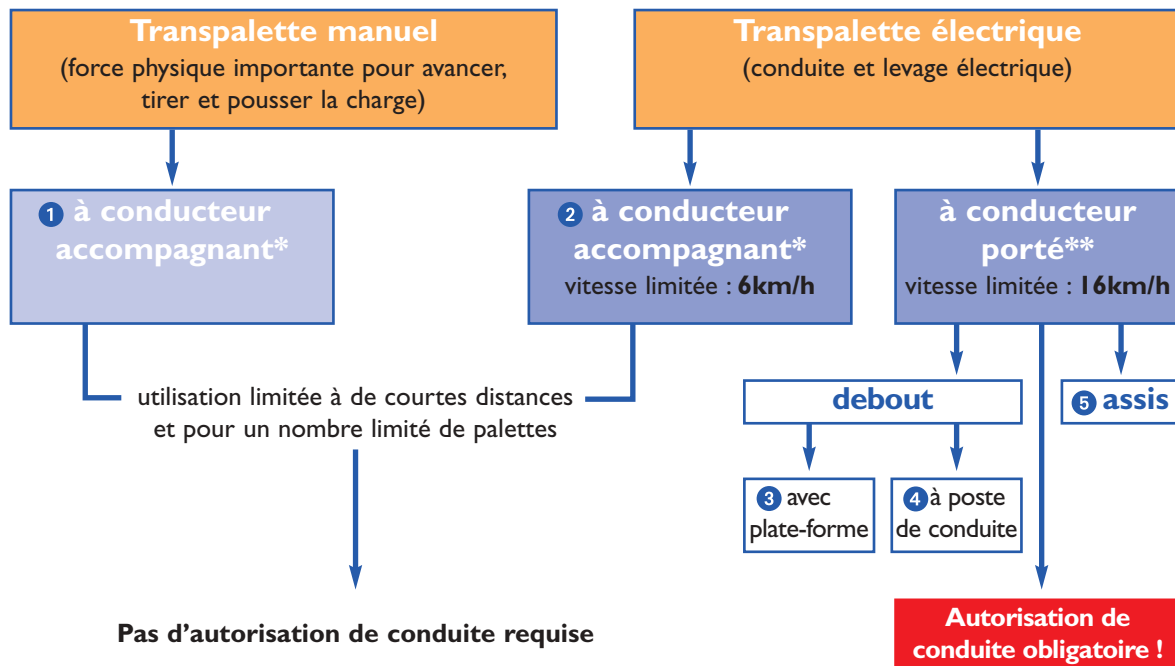 Transpalette manuel
(force physique importante pour avancer,
tirer et pousser la charge)
Transpalette électrique
(conduite et levage électrique)
1 à conducteur
accompagnant*
2 à conducteur
accompagnant*
vitesse limitée : 6km/h
à conducteur
porté**
vitesse limitée : 16km/h
utilisation limitée à de courtes distances
et pour un nombre limité de palettes
debout
5 assis
3 avec
plate-forme
4 à poste
de conduite
Pas d’autorisation de conduite requise
Autorisation de
conduite obligatoire !